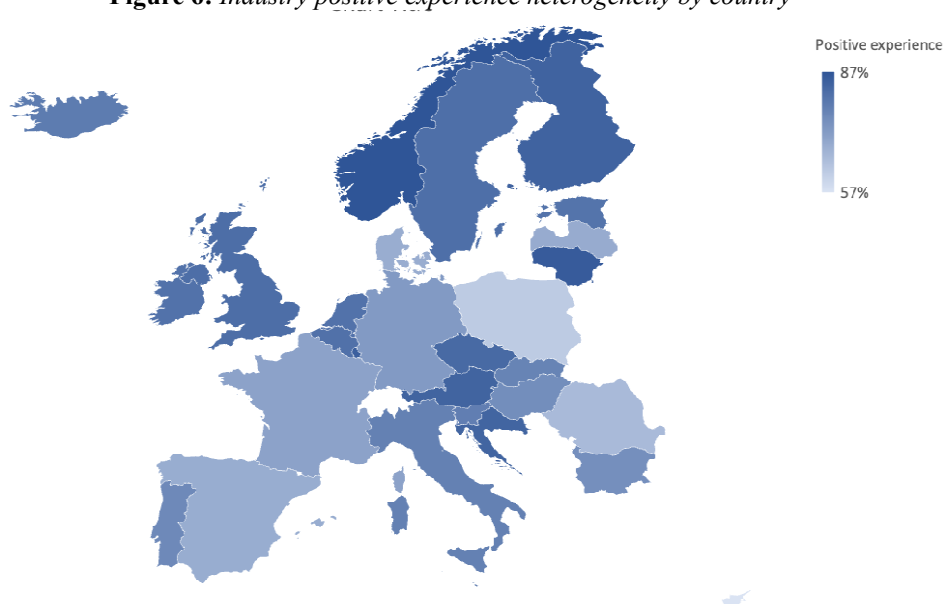 Figure 6. Industry positive experience heterogeneity by country
Positive experience
87%
57%